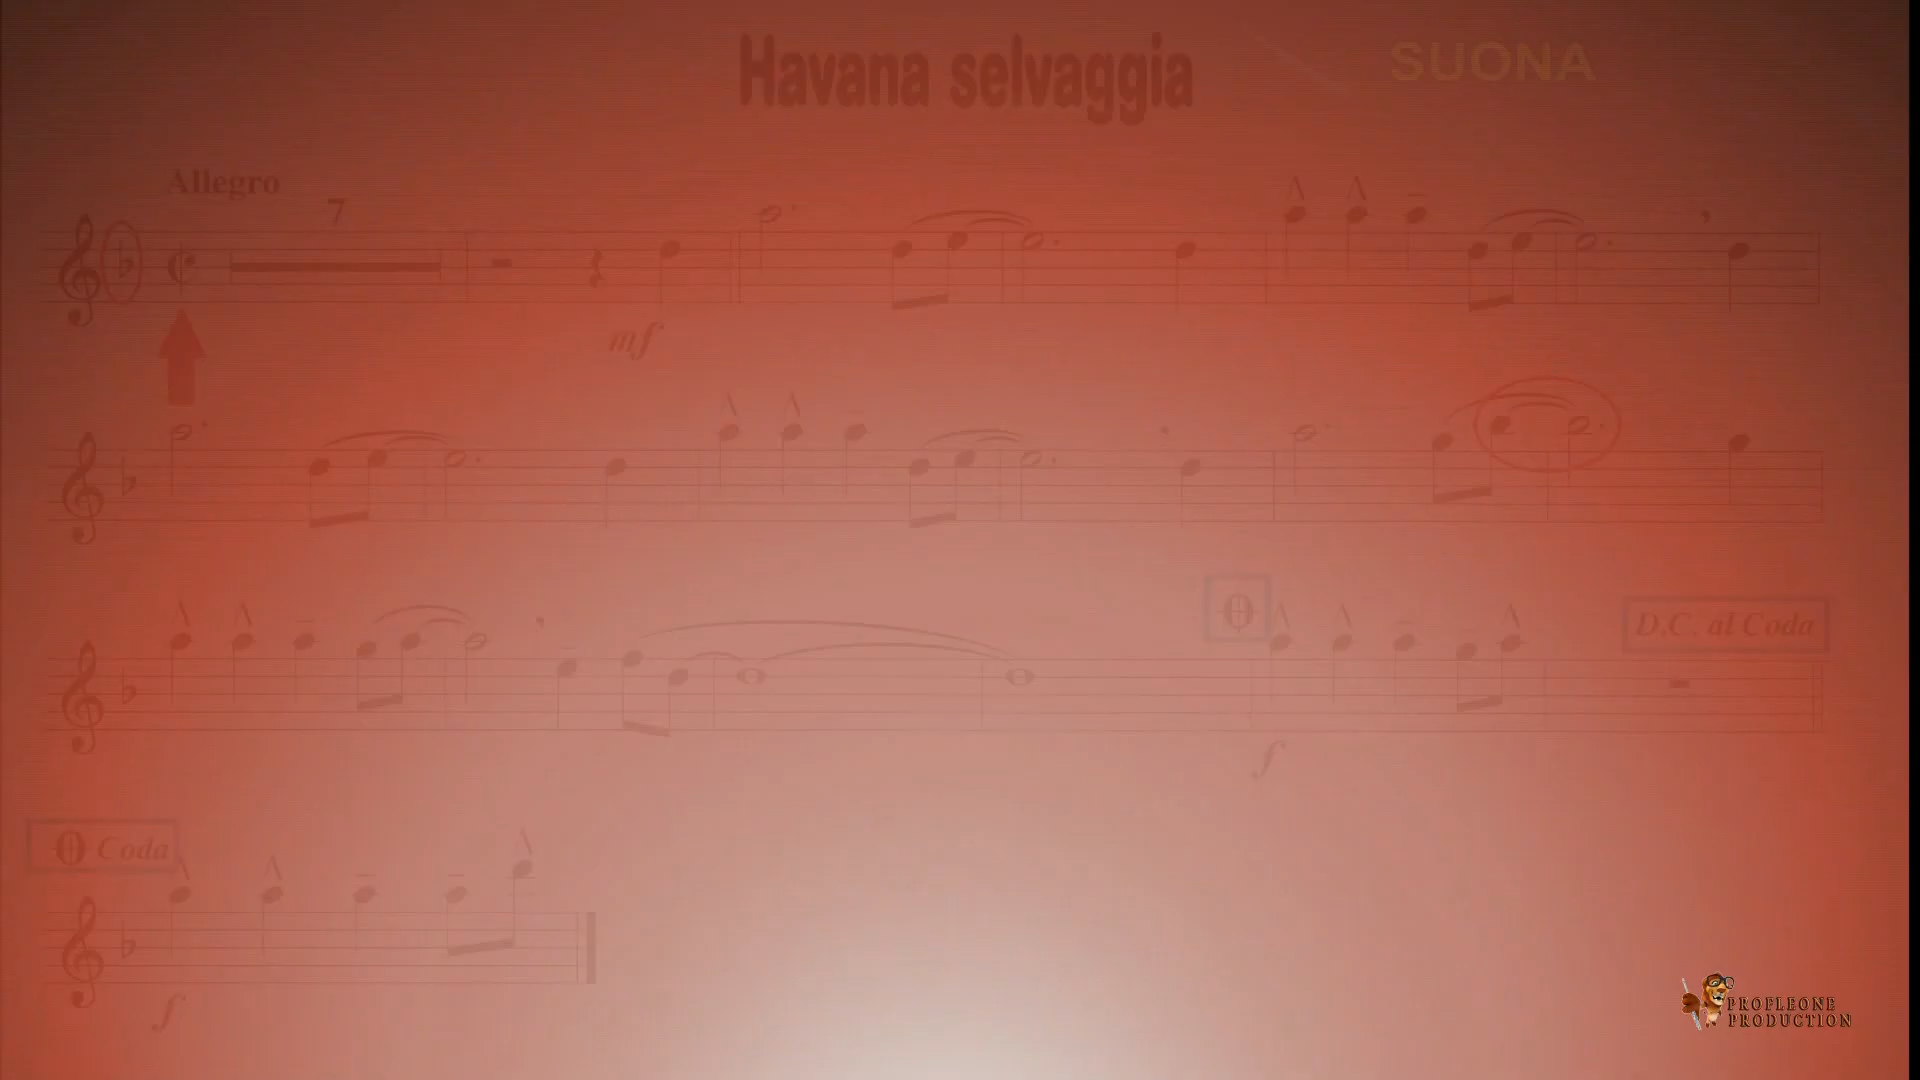 Havana selvaggia
SUONA
Allegro
7
mf
D.C. al Coda
f
Coda
f
PROFLEONE
PRODUCTION